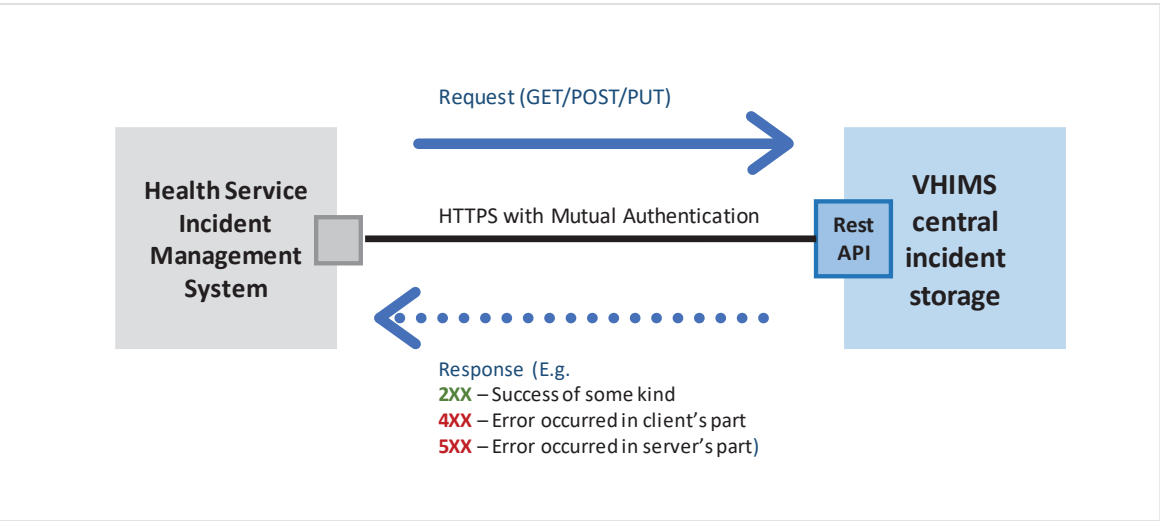 Request (GET/POST/PUT)
Health Service
Incident
Management
System
HTTPS with Mutual Authentication
Rest
API
VHIMS
central
incident
storage
Response (E.g.
2XX – Success of some kind
4XX – Error occurred in client's part
5XX – Error occurred in server's part)